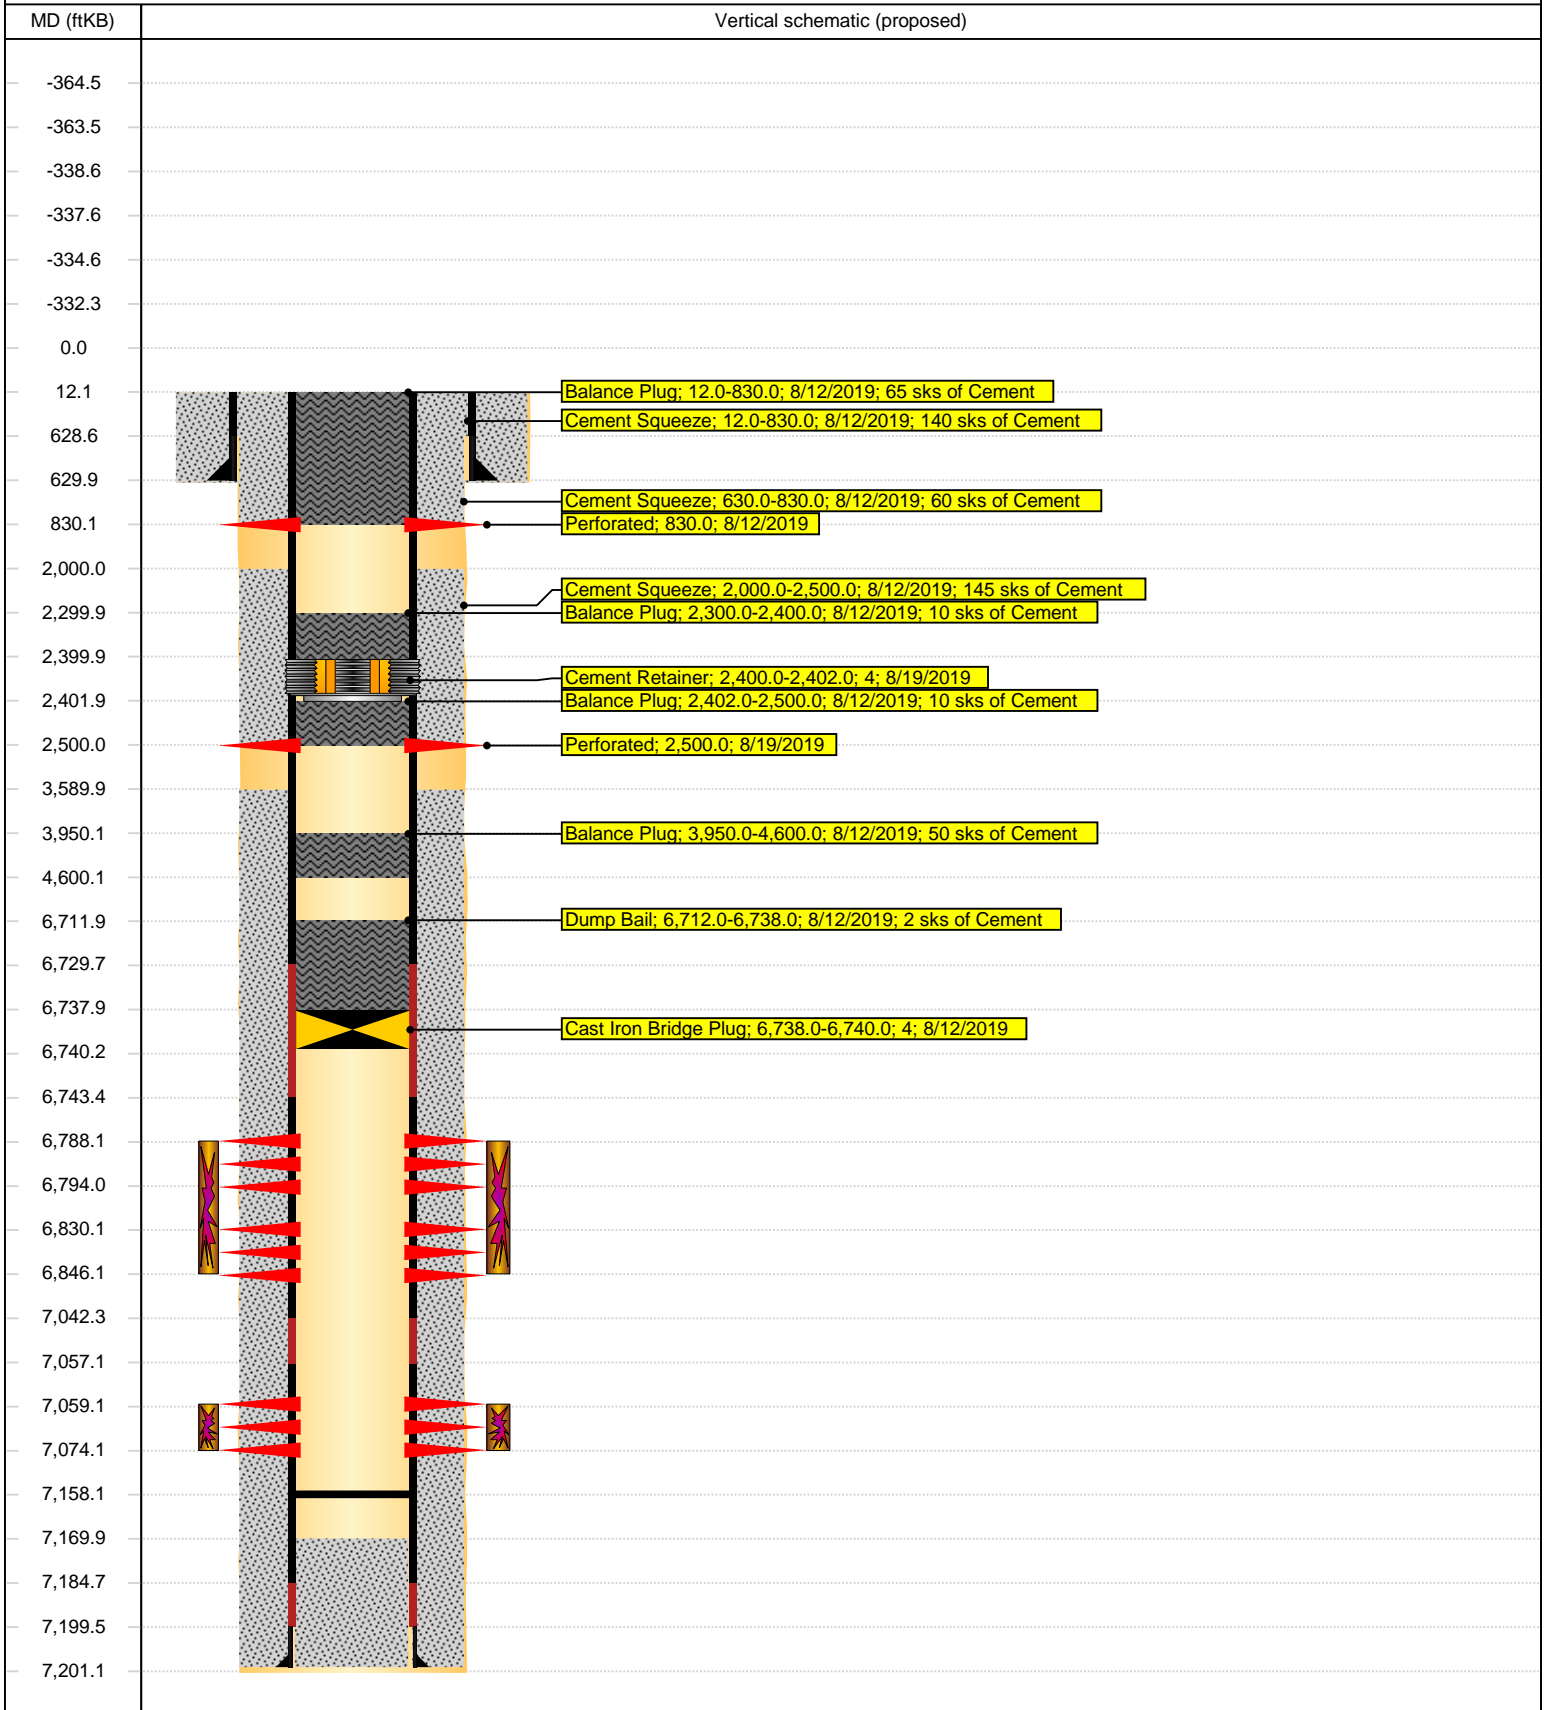 MD (ftKB)
Vertical schematic (proposed)
-364.5
-363.5
-338.6
-337.6
-334.6
-332.3
0.0
12.1
Balance Plug; 12.0-830.0; 8/12/2019; 65 sks of Cement
Cement Squeeze; 12.0-830.0; 8/12/2019; 140 sks of Cement
628.6
629.9
Cement Squeeze; 630.0-830.0; 8/12/2019; 60 sks of Cement
830.1
Perforated; 830.0; 8/12/2019
2,000.0
Cement Squeeze; 2,000.0-2,500.0; 8/12/2019; 145 sks of Cement
2,299.9
Balance Plug; 2,300.0-2,400.0; 8/12/2019; 10 sks of Cement
2,399.9
Cement Retainer; 2,400.0-2,402.0; 4; 8/19/2019
2,401.9
Balance Plug; 2,402.0-2,500.0; 8/12/2019; 10 sks of Cement
2,500.0
Perforated; 2,500.0; 8/19/2019
3,589.9
3,950.1
Balance Plug; 3,950.0-4,600.0; 8/12/2019; 50 sks of Cement
4,600.1
6,711.9
Dump Bail; 6,712.0-6,738.0; 8/12/2019; 2 sks of Cement
6,729.7
6,737.9
Cast Iron Bridge Plug; 6,738.0-6,740.0; 4; 8/12/2019
6,740.2
6,743.4
6,788.1
6,794.0
6,830.1
6,846.1
7,042.3
7,057.1
7,059.1
7,074.1
7,158.1
7,169.9
7,184.7
7,199.5
7,201.1